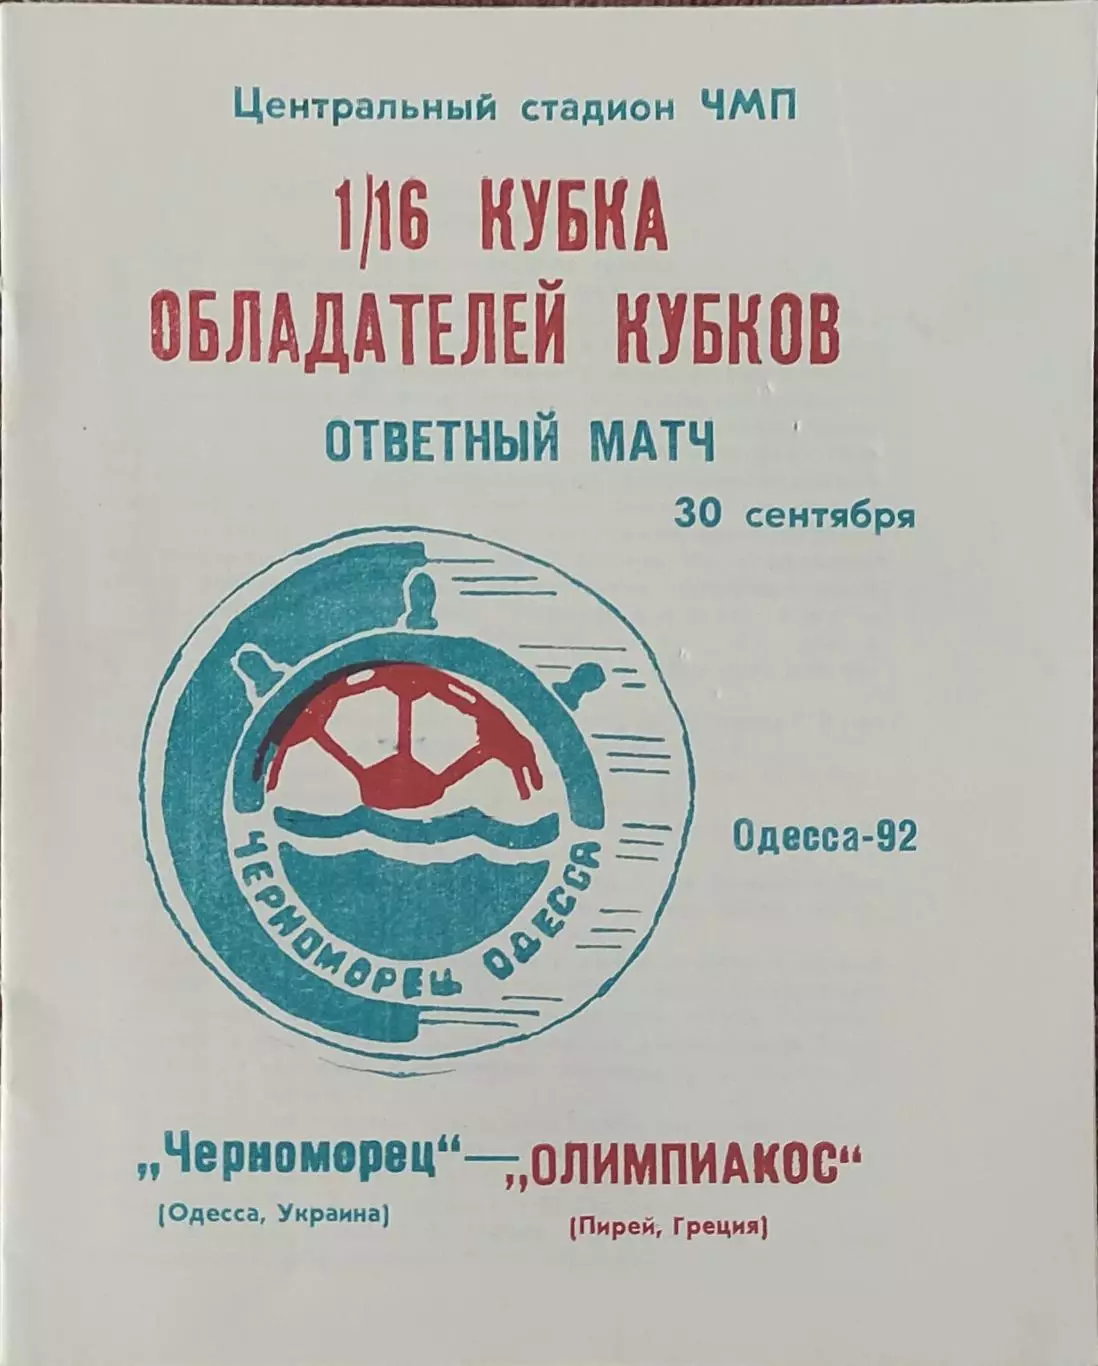 Центральный стадион ЧМП
1/16 КУБКА
ОБЛАДАТЕЛЕЙ КУБКОВ
ОТВЕТНЫЙ МАТЧ
30 сентября
ЧЕРНОМОРЕЦ ОДЕССА
Одесса-92
„Черноморец“—„ОЛИМПИАКОС“
(Одесса, Украина)
(Пирей, Греция)